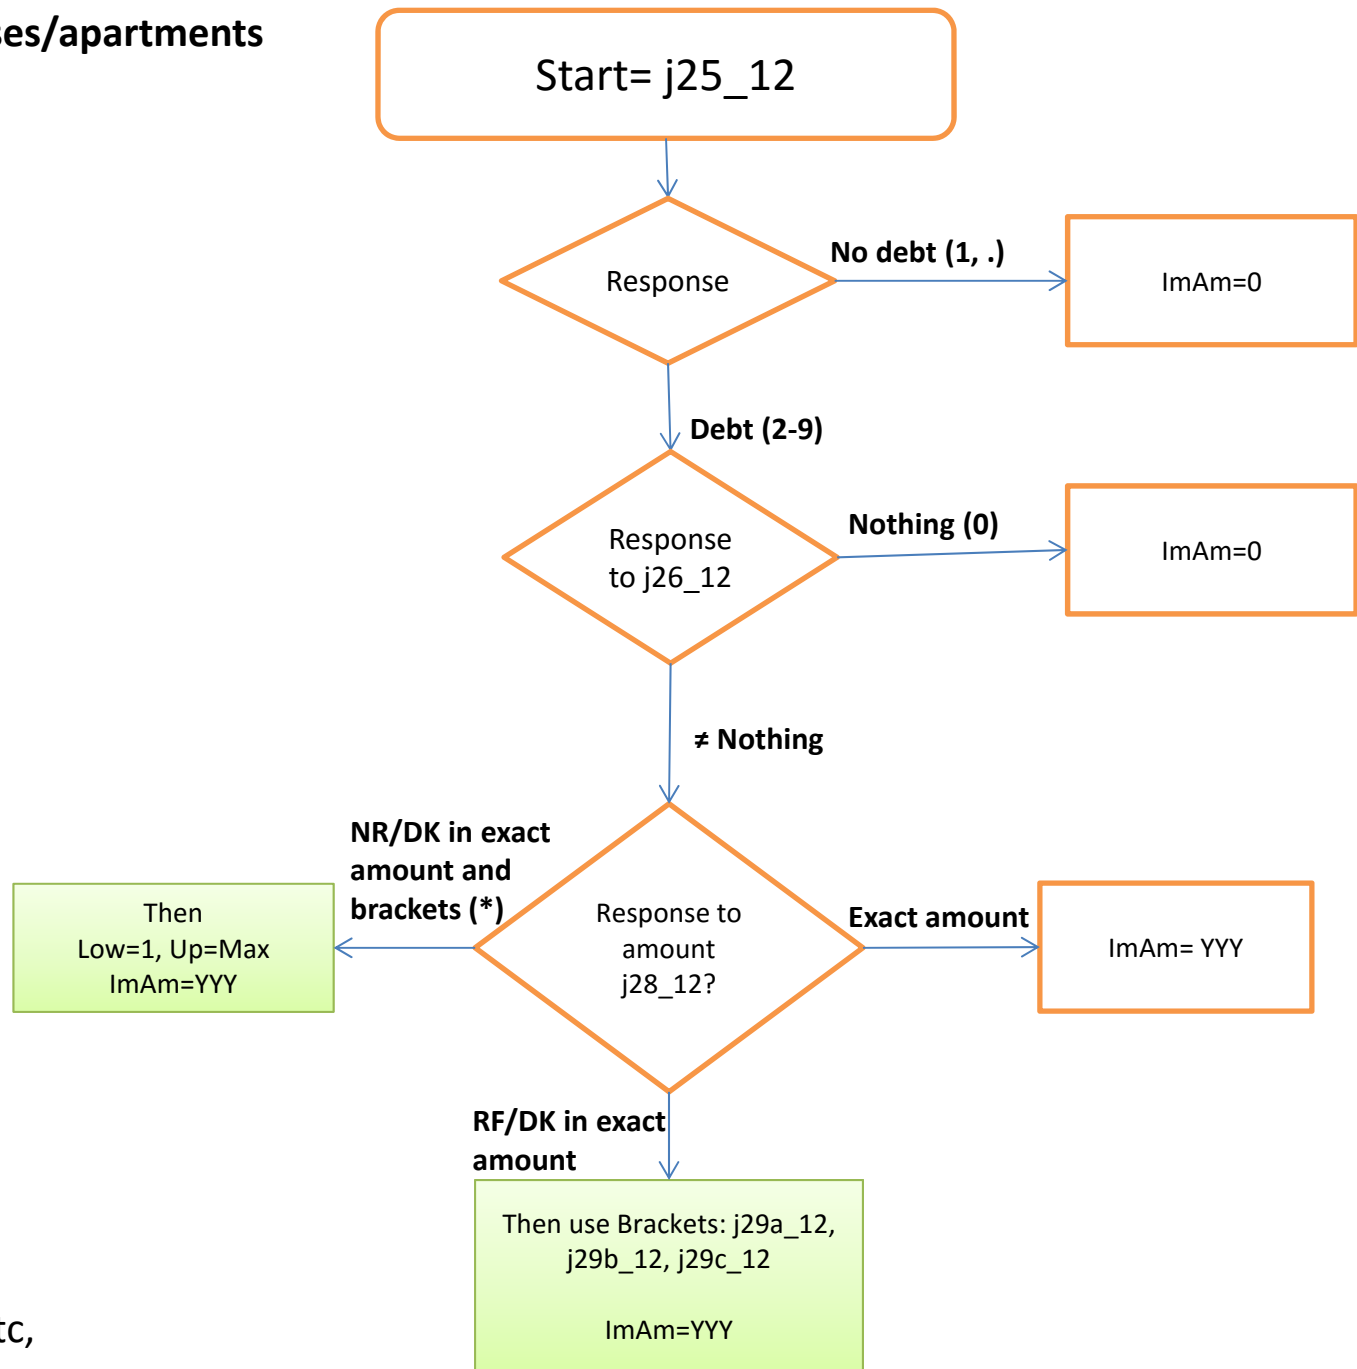 ses/apartments
Start= j25_12
Response
No debt (1, .)
ImAm=0
Debt (2-9)
Response
to j26_12
Nothing (0)
ImAm=0
≠ Nothing
NR/DK in exact
amount and
brackets (*)
Then
Low=1, Up=Max
ImAm=YYY
Response to
amount
j28_12?
Exact amount
ImAm= YYY
RF/DK in exact
amount
Then use Brackets: j29a_12,
j29b_12, j29c_12
ImAm=YYY
tc,